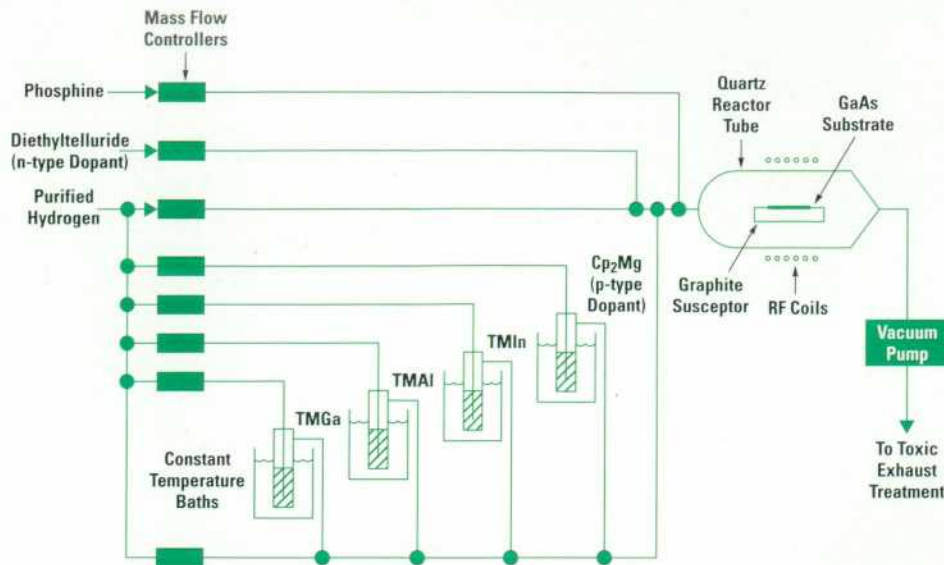 Mass Flow
Controllers
Phosphine
Diethyltelluride
(n-type Dopant)
Purified
Hydrogen
Quartz
Reactor
Tube
GaAs
Substrate
Cp₂Mg
(p-type
Dopant)
Graphite
Susceptor
RF Coils
Vacuum
Pump
TMIn
TMAl
TMGa
Constant
Temperature
Baths
To Toxic
Exhaust
Treatment